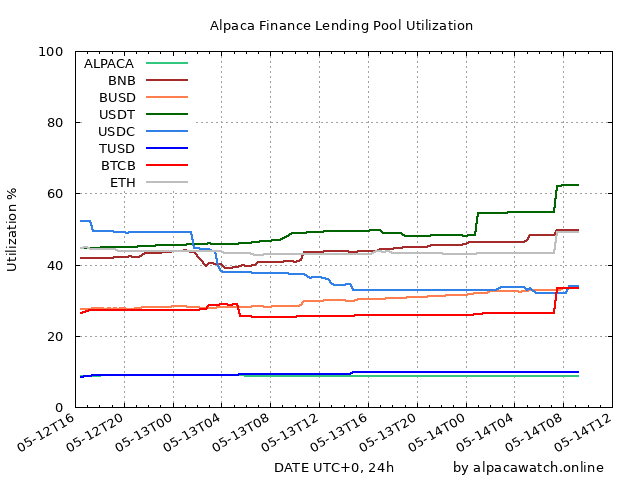 Alpaca Finance Lending Pool Utilization
100
80
60
40
20
0
Utilization %
ALPACA
BNB
BUSD
USDT
USDC
TUSD
BTCB
ETH
05-12T16
05-12T20
05-13T00
05-13T04
05-13T08
05-13T12
05-13T16
05-13T20
05-14T00
05-14T04
05-14T08
05-14T12
DATE UTC+0, 24h
by alpacawatch.online